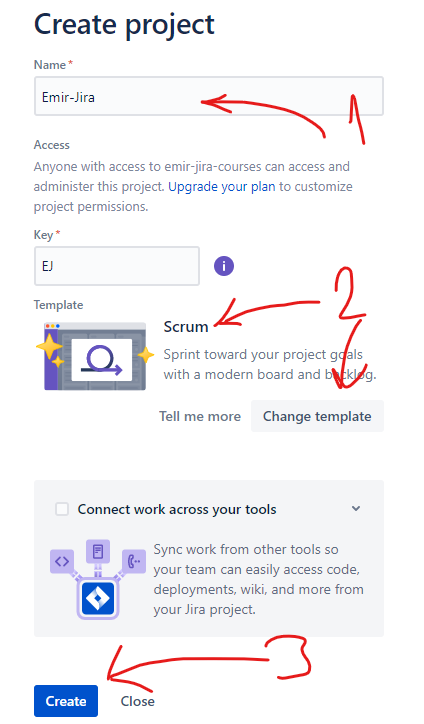 Create project
Name*
Emir-Jira
1
Access
Anyone with access to emir-jira-courses can access and
administer this project. Upgrade your plan to customize
project permissions.
Key*
EJ
i
Template
2
Scrum
Sprint toward your project goals
with a modern board and backlog.
Tell me more Change template
Connect work across your tools
Sync work from other tools so
your team can easily access code,
deployments, wiki, and more from
your Jira project.
3
Create Close